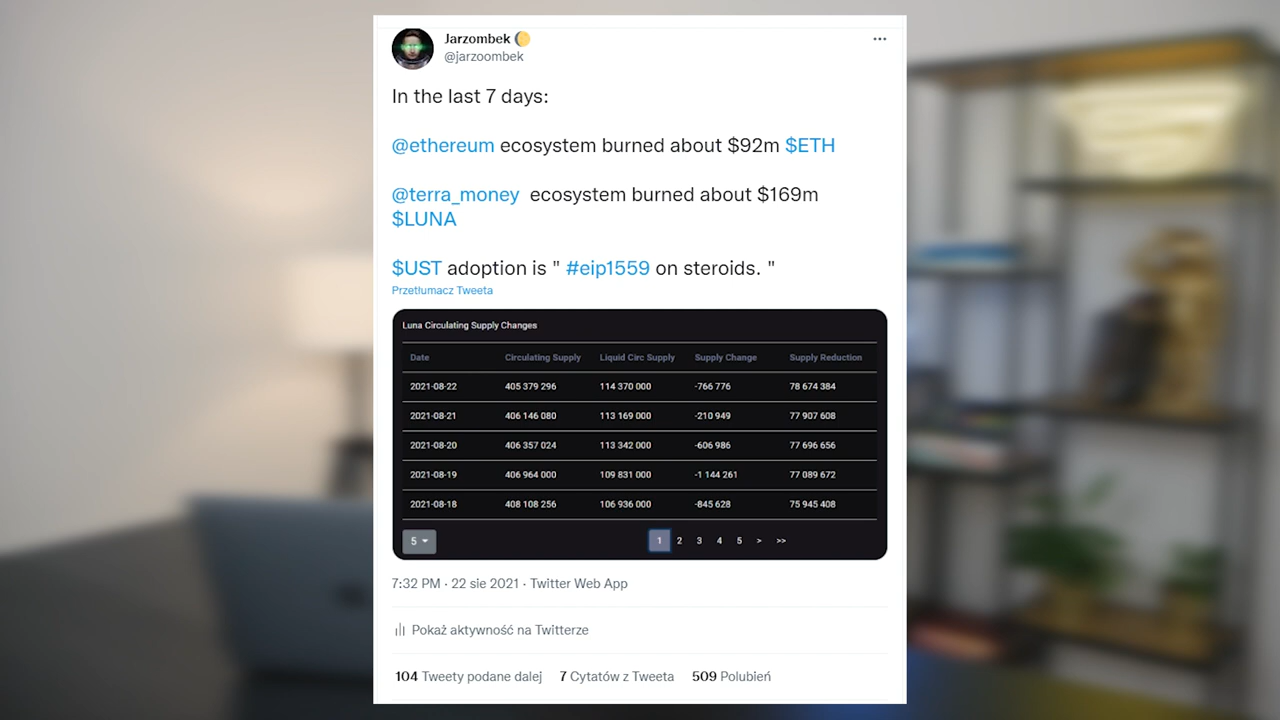 Jarzombek
@jarzoombek
In the last 7 days:
@ethereum ecosystem burned about $92m $ETH
@terra_money ecosystem burned about $169m
$LUNA
$UST adoption is " #eip1559 on steroids. "
Przetłumacz Tweeta
Luna Circulating Supply Changes
Date Circulating Supply Liquid Circ Supply Supply Change Supply Reduction
2021-08-22 405 379 296 114 370 000 -766 776 78 674 384
2021-08-21 406 146 080 113 169 000 -210 949 77 907 608
2021-08-20 406 357 024 113 342 000 -606 986 77 696 656
2021-08-19 406 964 000 109 831 000 -1 144 261 77 089 672
2021-08-18 408 108 256 106 936 000 -845 628 75 945 408
5 1 2 3 4 5 > >>
7:32 PM · 22 sie 2021 · Twitter Web App
Pokaż aktywność na Twitterze
104 Tweety podane dalej 7 Cytatów z Tweeta 509 Polubień